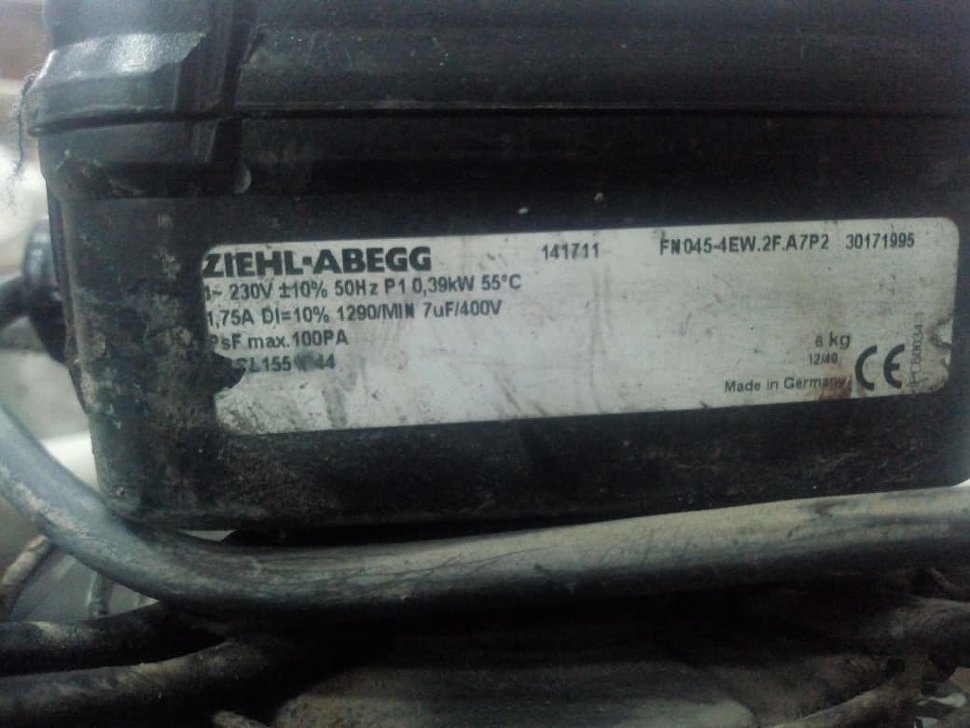 ZIEHL-ABEGG 141711 FN045-4EW.2F.A7P2 30171995
1~ 230V ±10% 50Hz P1 0,39kW 55°C
1,75A DI=10% 1290/MIN 7uF/400V
PsF max.100PA
8 kg
12/40
CE
Made in Germany